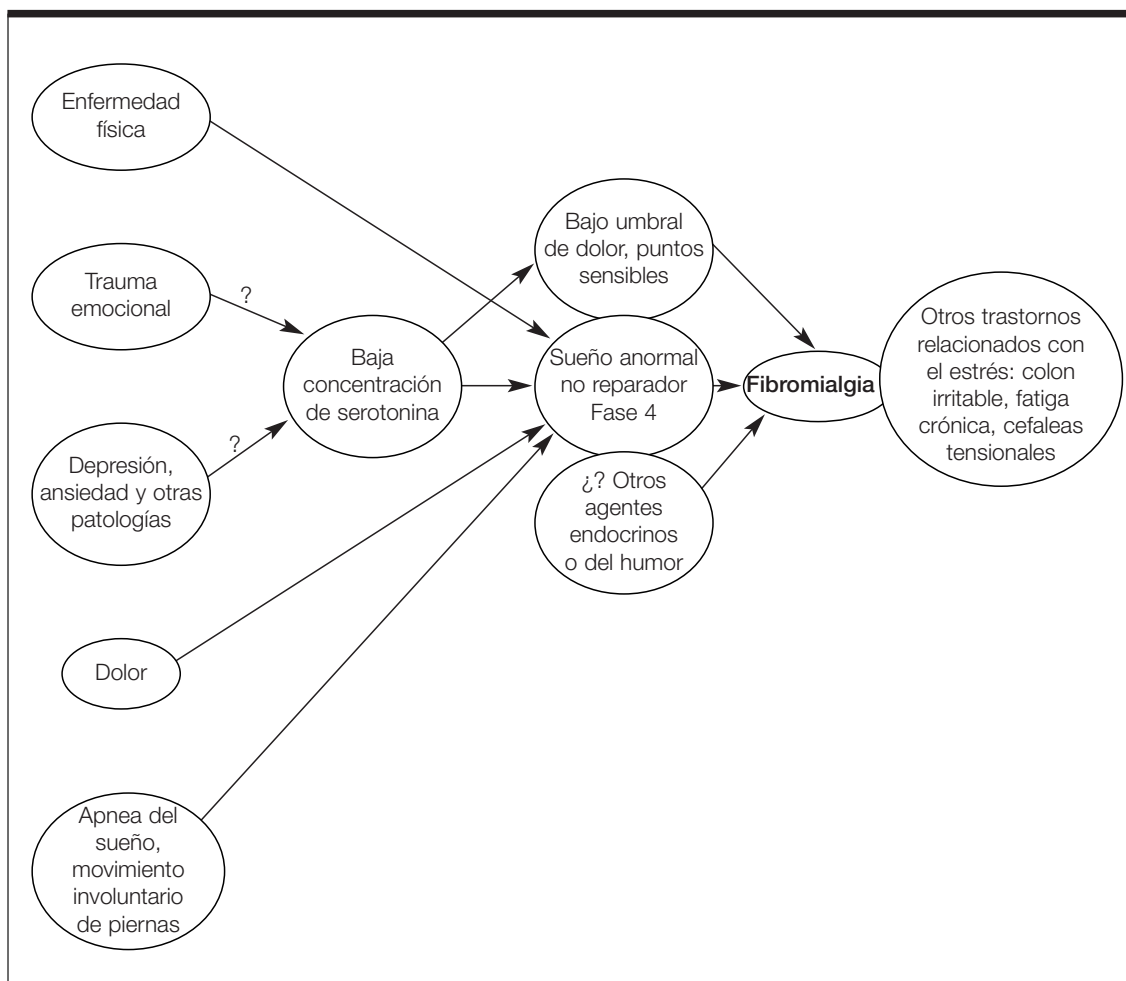 Enfermedad
física
Trauma
emocional
?
Depresión,
ansiedad y otras
patologías
?
Dolor
Apnea del
sueño,
movimiento
involuntario
de piernas
Baja
concentración
de serotonina
Bajo umbral
de dolor, puntos
sensibles
Sueño anormal
no reparador
Fase 4
¿? Otros
agentes
endocrinos
o del humor
Fibromialgia
Otros trastornos
relacionados con
el estrés: colon
irritable, fatiga
crónica, cefaleas
tensionales